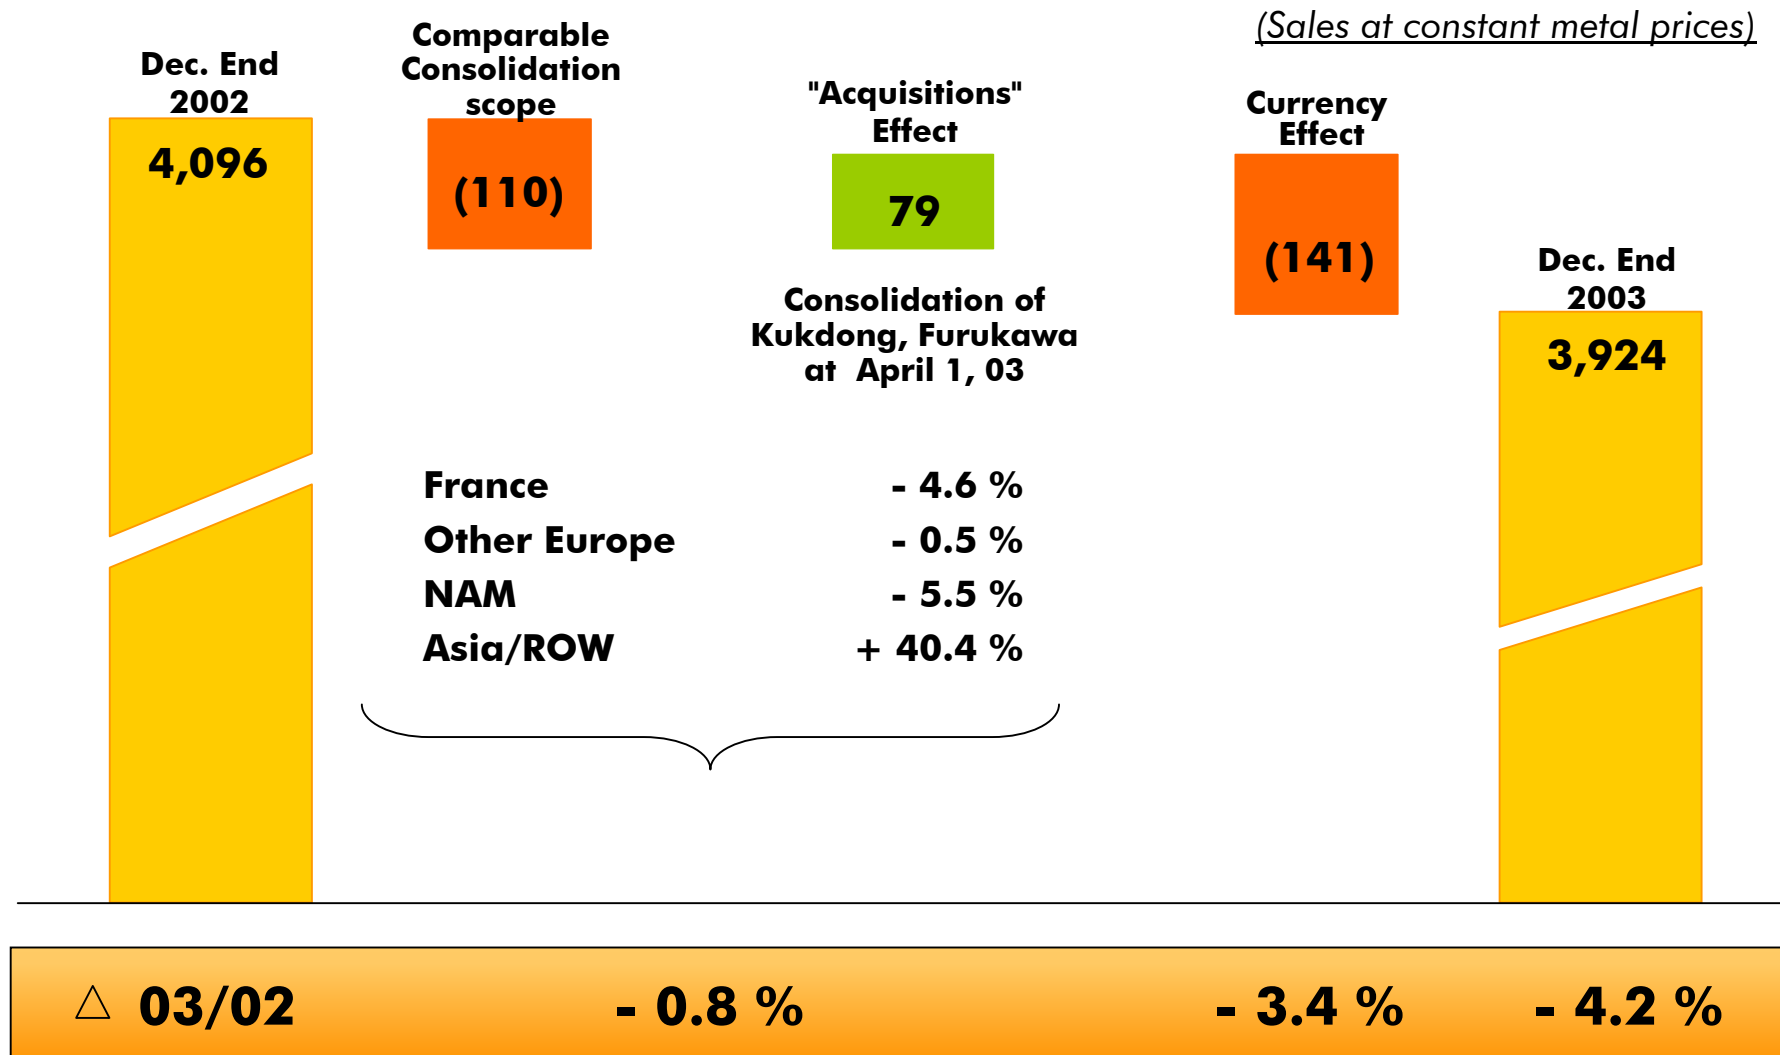 (Sales at constant metal prices)
Dec. End
2002
4,096
Comparable
Consolidation
scope
(110)
"Acquisitions"
Effect
79
Consolidation of
Kukdong, Furukawa
at April 1, 03
Currency
Effect
(141)
Dec. End
2003
3,924
France - 4.6 %
Other Europe - 0.5 %
NAM - 5.5 %
Asia/ROW + 40.4 %
△ 03/02 - 0.8 % - 3.4 % - 4.2 %